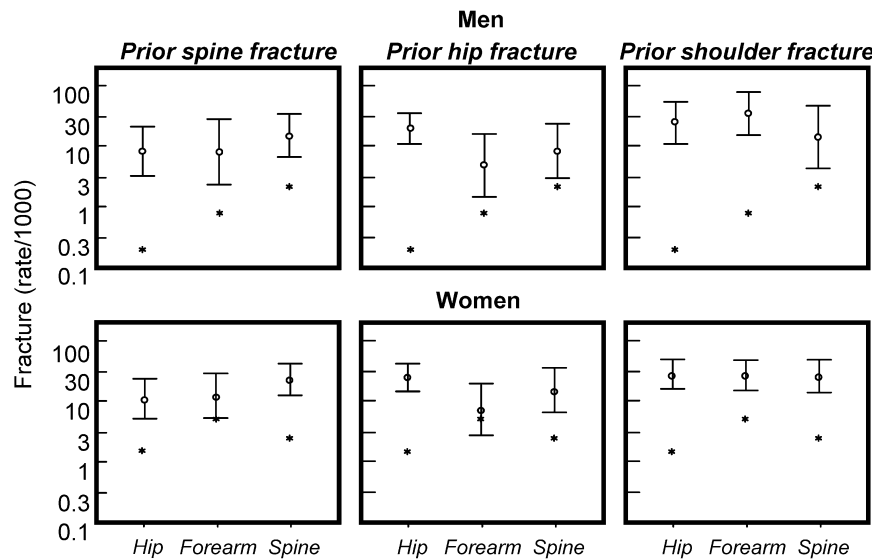 Men
Prior spine fracture Prior hip fracture Prior shoulder fracture
100
30
10
3
1
0.3
0.1
Fracture (rate/1000)
Women
100
30
10
3
1
0.3
0.1
Hip Forearm Spine Hip Forearm Spine Hip Forearm Spine